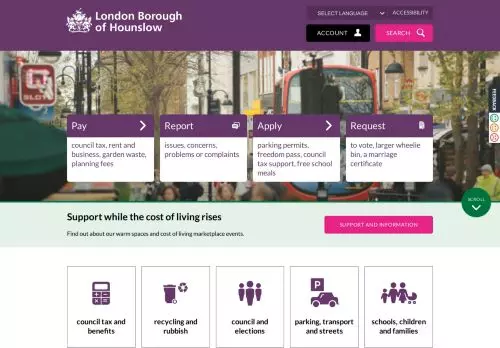 London Borough
of Hounslow
SELECT LANGUAGE
ACCESSIBILITY
ACCOUNT
SEARCH
FEEDBACK
SLOTS
Pay
council tax, rent and
business, garden waste,
planning fees
Report
issues, concerns,
problems or complaints
Apply
parking permits,
freedom pass, council
tax support, free school
meals
Request
to vote, larger wheelie
bin, a marriage
certificate
SCROLL
Support while the cost of living rises
Find out about our warm spaces and cost of living marketplace events.
SUPPORT AND INFORMATION
P
council tax and
benefits
recycling and
rubbish
council and
elections
parking, transport
and streets
schools, children
and families